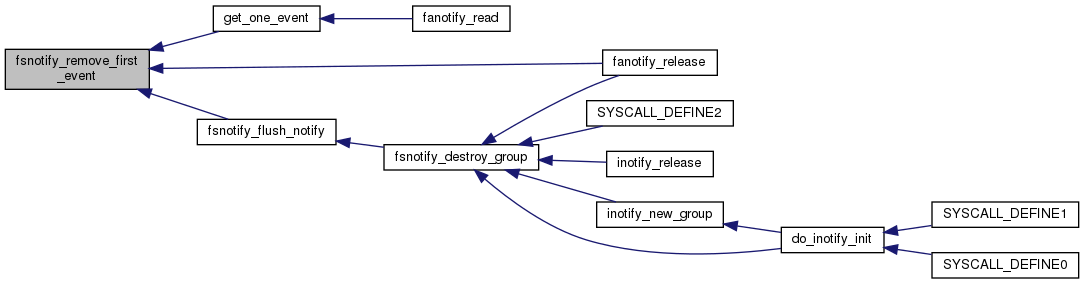 get_one_event
fanotify_read
fsnotify_remove_first
_event
fanotify_release
SYSCALL_DEFINE2
fsnotify_flush_notify
fsnotify_destroy_group
inotify_release
inotify_new_group
SYSCALL_DEFINE1
do_inotify_init
SYSCALL_DEFINE0